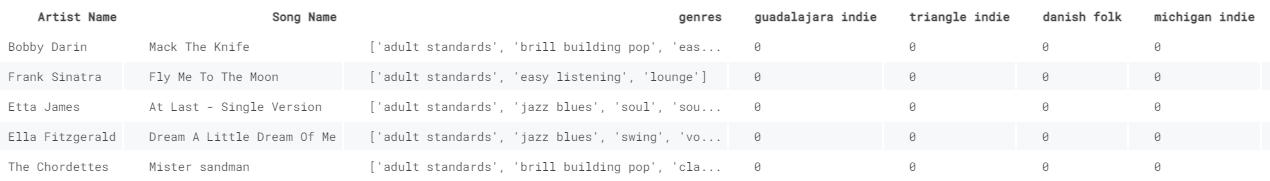 Artist Name Song Name genres guadalajara indie triangle indie danish folk michigan indie
Bobby Darin Mack The Knife ['adult standards', 'brill building pop', 'eas... 0 0 0 0
Frank Sinatra Fly Me To The Moon ['adult standards', 'easy listening', 'lounge'] 0 0 0 0
Etta James At Last - Single Version ['adult standards', 'jazz blues', 'soul', 'sou... 0 0 0 0
Ella Fitzgerald Dream A Little Dream Of Me ['adult standards', 'jazz blues', 'swing', 'vo... 0 0 0 0
The Chordettes Mister sandman ['adult standards', 'brill building pop', 'cla... 0 0 0 0